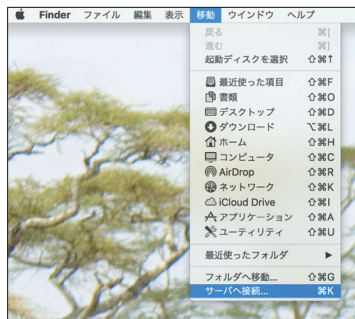 Finder ファイル 編集 表示 移動 ウインドウ ヘルプ
戻る ⌘[
進む ⌘]
起動ディスクを選択 ⇧⌘↑
最近使った項目 ⇧⌘F
書類 ⇧⌘O
デスクトップ ⇧⌘D
ダウンロード ⌥⌘L
ホーム ⇧⌘H
コンピュータ ⇧⌘C
AirDrop ⇧⌘R
ネットワーク ⇧⌘K
iCloud Drive ⇧⌘I
アプリケーション ⇧⌘A
ユーティリティ ⇧⌘U
最近使ったフォルダ ▶
フォルダへ移動... ⇧⌘G
サーバへ接続... ⌘K